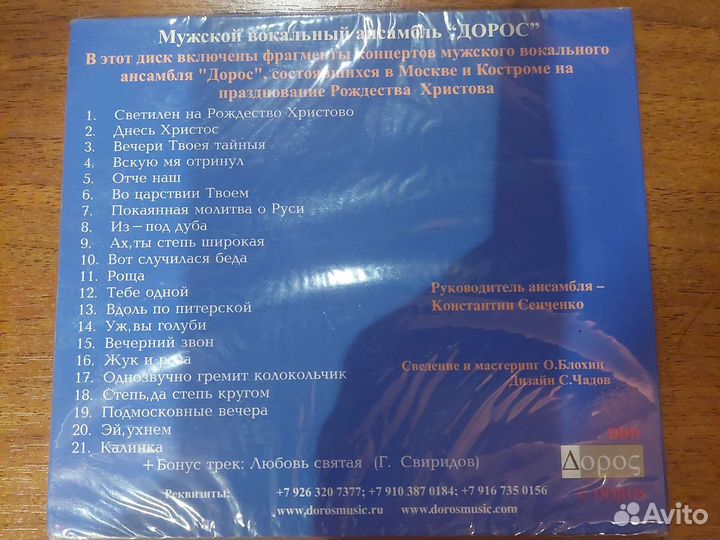 Мужской вокальный ансамбль “ДОРОС”
В этот диск включены фрагменты концертов мужского вокального
ансамбля "Дорос", состоявшихся в Москве и Костроме на
празднование Рождества Христова
1. Светилен на Рождество Христово
2. Днесь Христос
3. Вечери Твоея тайныя
4. Вскую мя отринул
5. Отче наш
6. Во царствии Твоем
7. Покаянная молитва о Руси
8. Из-под дуба
9. Ах,ты степь широкая
10. Вот случилася беда
11. Роща
12. Тебе одной
13. Вдоль по питерской
14. Уж,вы голуби
15. Вечерний звон
16. Жук и роза
17. Однозвучно гремит колокольчик
18. Степь,да степь кругом
19. Подмосковные вечера
20. Эй,ухнем
21. Калинка
+Бонус трек: Любовь святая (Г. Свиридов)
Руководитель ансамбля –
Константин Сенченко
Сведение и мастеринг О.Блохин
Дизайн С.Чадов
DDD
Дорос
© DOROS
Реквизиты: +7 926 320 7377; +7 910 387 0184; +7 916 735 0156
www.dorosmusic.ru www.dorosmusic.com
Avito